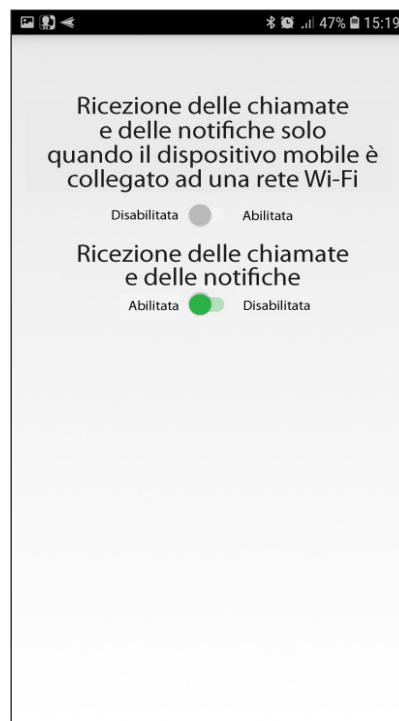 47% 15:19
Ricezione delle chiamate
e delle notifiche solo
quando il dispositivo mobile è
collegato ad una rete Wi-Fi
Disabilitata Abilitata
Ricezione delle chiamate
e delle notifiche
Abilitata Disabilitata